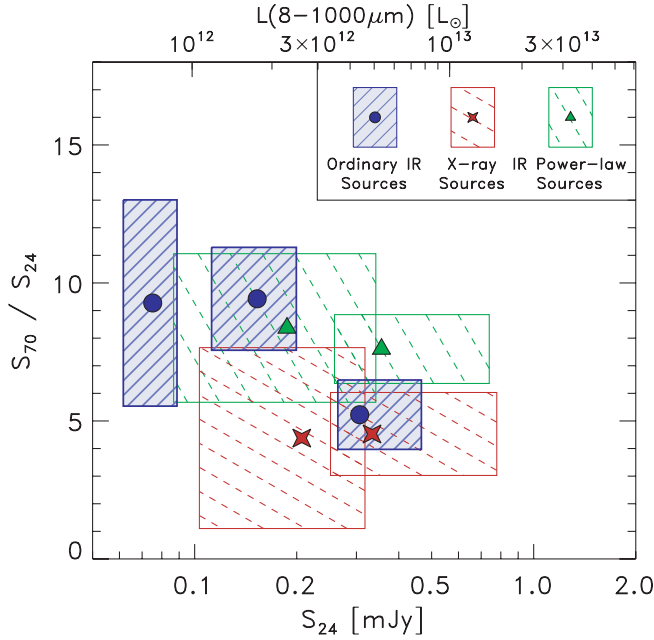 L(8−1000μm) [L⊙]
10¹² 3×10¹² 10¹³ 3×10¹³
Ordinary IR Sources
X−ray Sources
IR Power−law Sources
15
10
5
0
S₇₀ / S₂₄
0.1 0.2 0.5 1.0 2.0
S₂₄ [mJy]